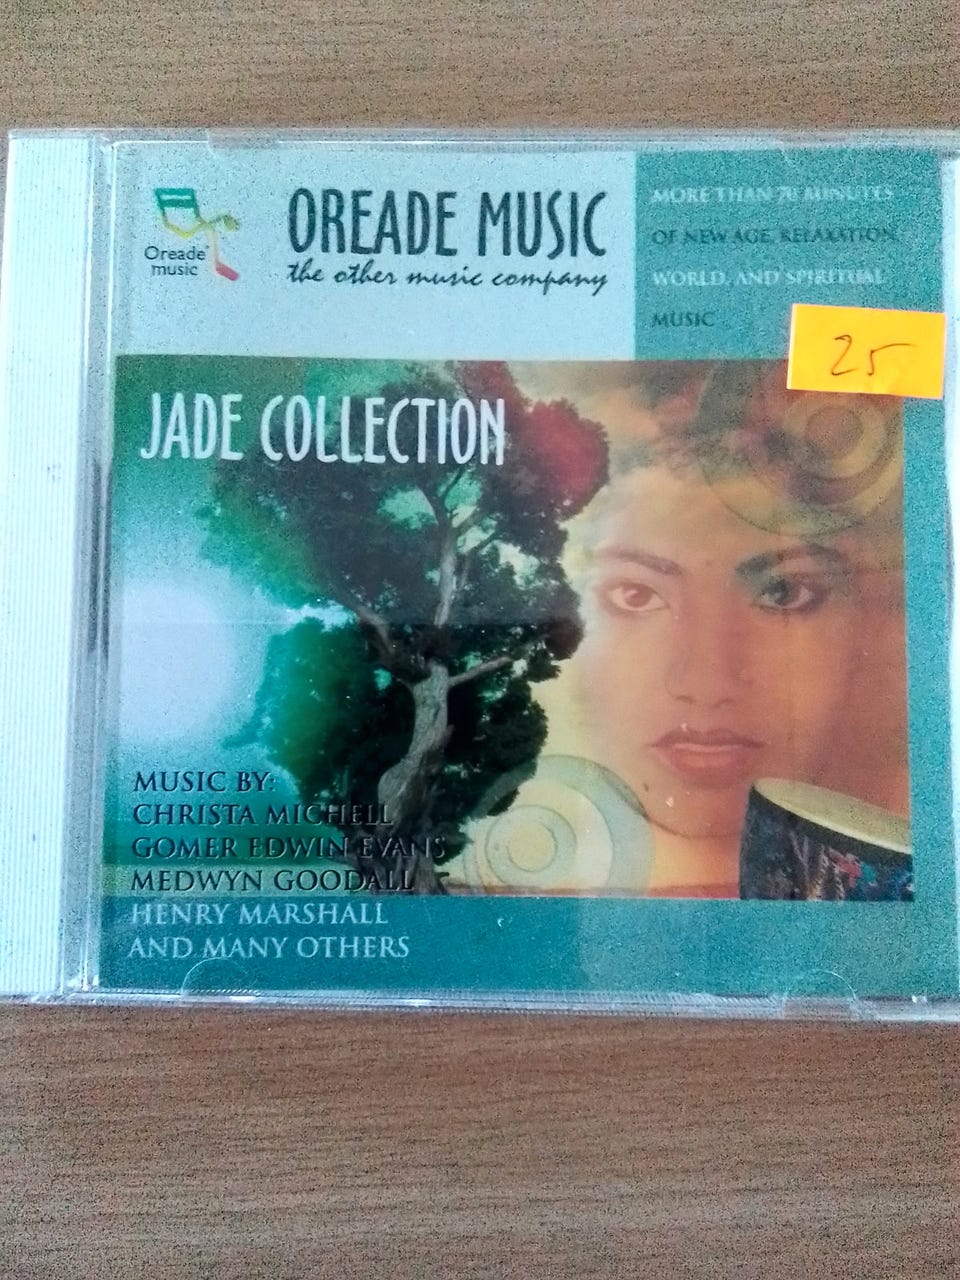 Oreade
music
OREADE MUSIC
the other music company
MORE THAN 70 MINUTES
OF NEW AGE, RELAXATION,
WORLD, AND SPIRITUAL
MUSIC
25
JADE COLLECTION
MUSIC BY:
CHRISTA MICHELL
GOMER EDWIN EVANS
MEDWYN GOODALL
HENRY MARSHALL
AND MANY OTHERS